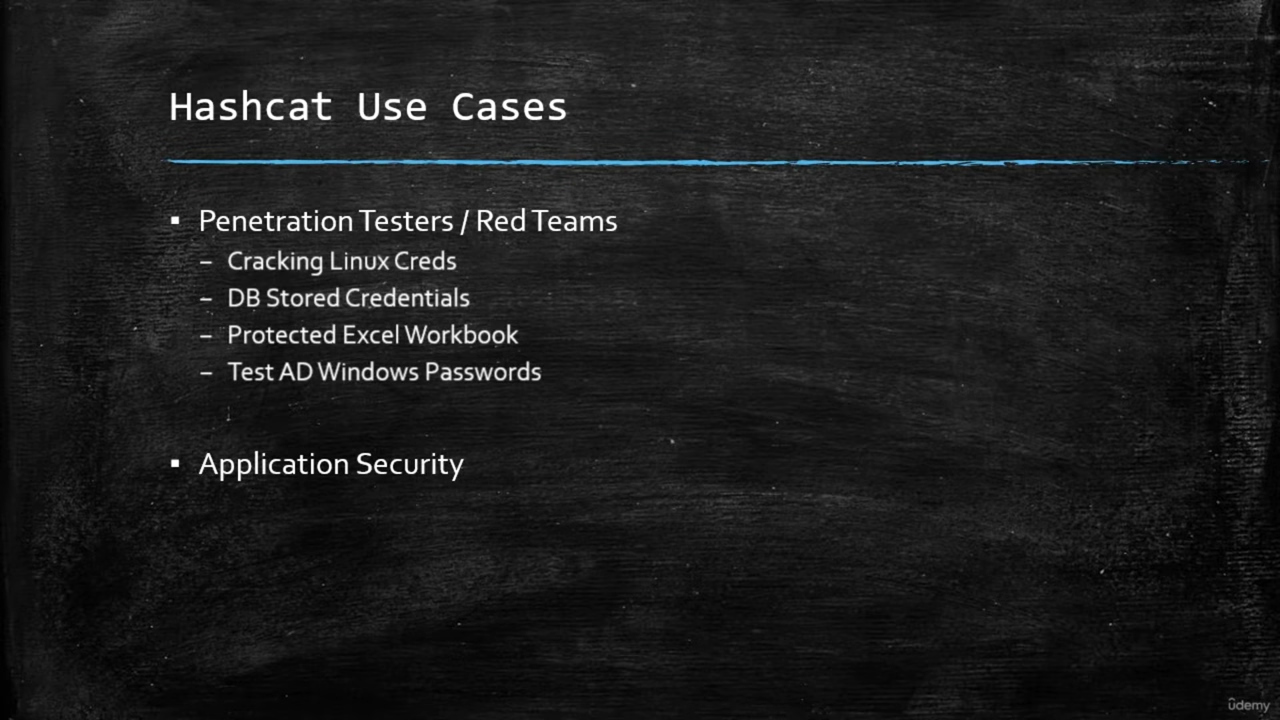 Hashcat Use Cases
▪ Penetration Testers / Red Teams
– Cracking Linux Creds
– DB Stored Credentials
– Protected Excel Workbook
– Test AD Windows Passwords
▪ Application Security
ûdemy